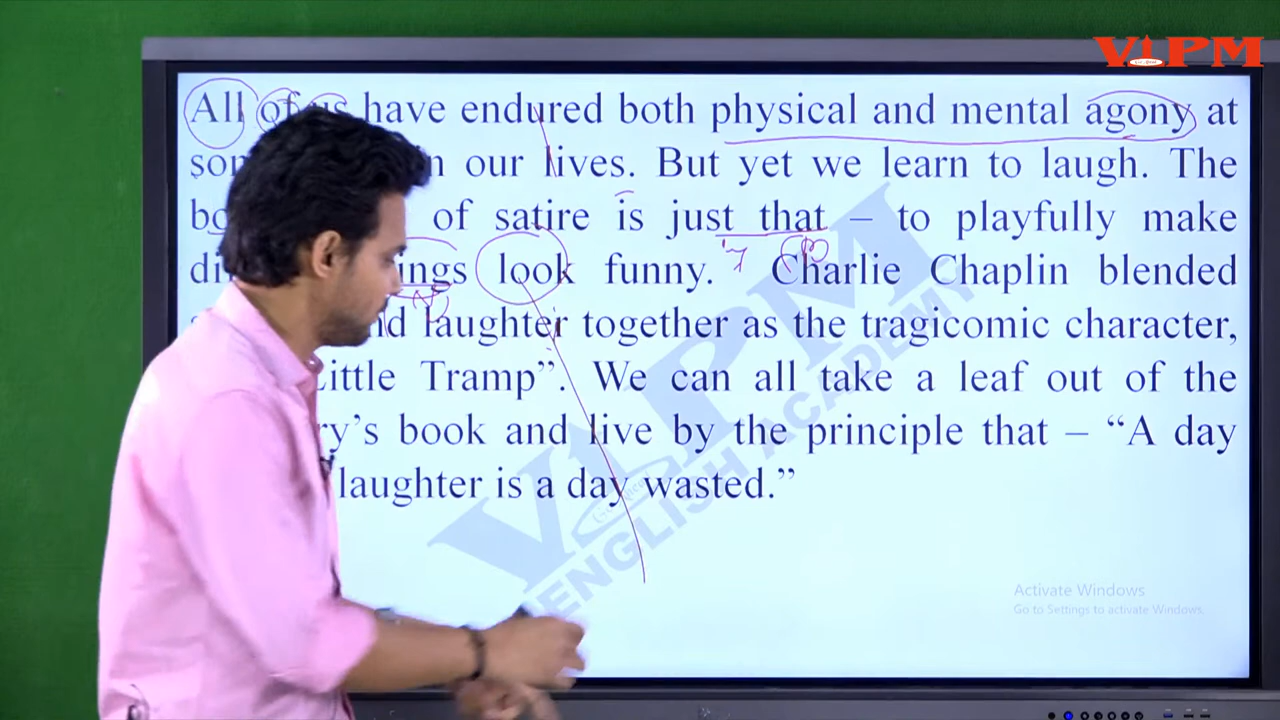 VIPM
All of us have endured both physical and mental agony at
in our lives. But yet we learn to laugh. The
of satire is just that – to playfully make
look funny. Charlie Chaplin blended
laughter together as the tragicomic character,
Little Tramp”. We can all take a leaf out of the
book and live by the principle that – “A day
laughter is a day wasted.”
VIPM
ENGLISH ACADEMY
Activate Windows
Go to Settings to activate Windows.